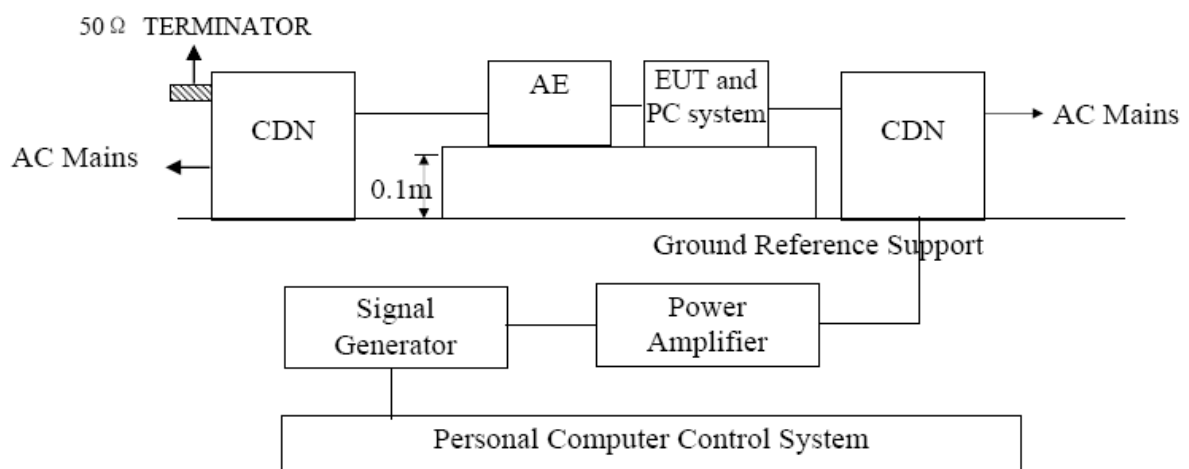 50Ω TERMINATOR
AE
EUT and
PC system
CDN
CDN
AC Mains
AC Mains
0.1m
Ground Reference Support
Signal
Generator
Power
Amplifier
Personal Computer Control System